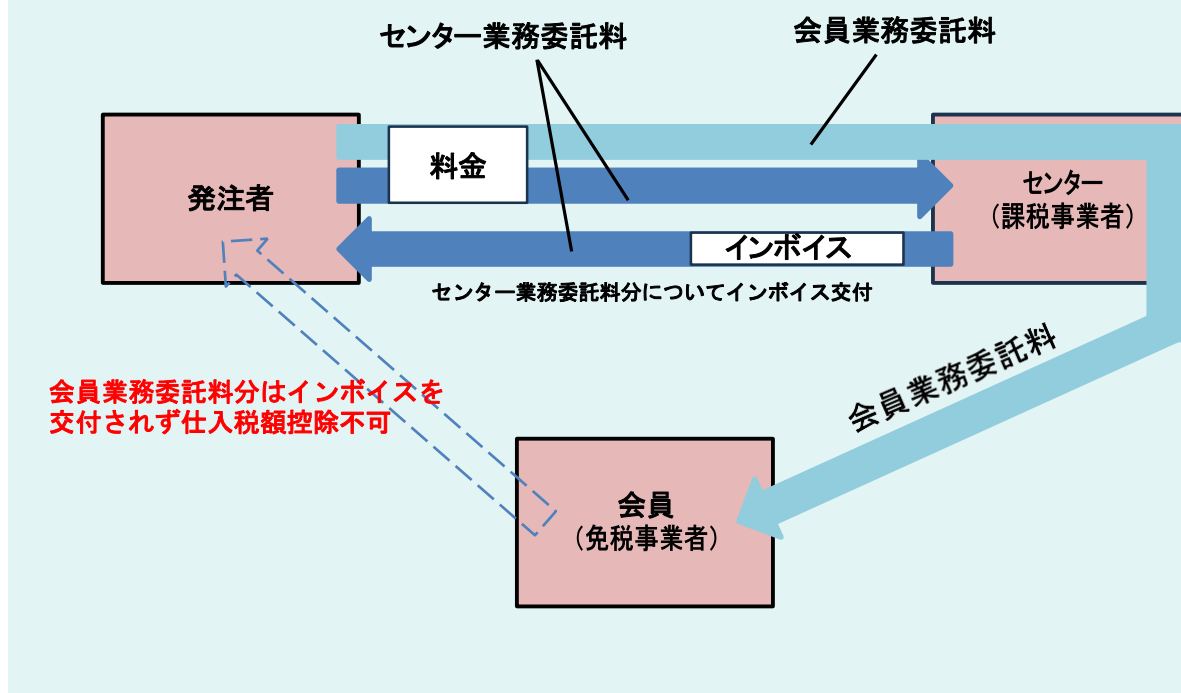 センター業務委託料
会員業務委託料
料金
発注者
センター
（課税事業者）
インボイス
センター業務委託料分についてインボイス交付
会員業務委託料
会員業務委託料分はインボイスを
交付されず仕入税額控除不可
会員
（免税事業者）